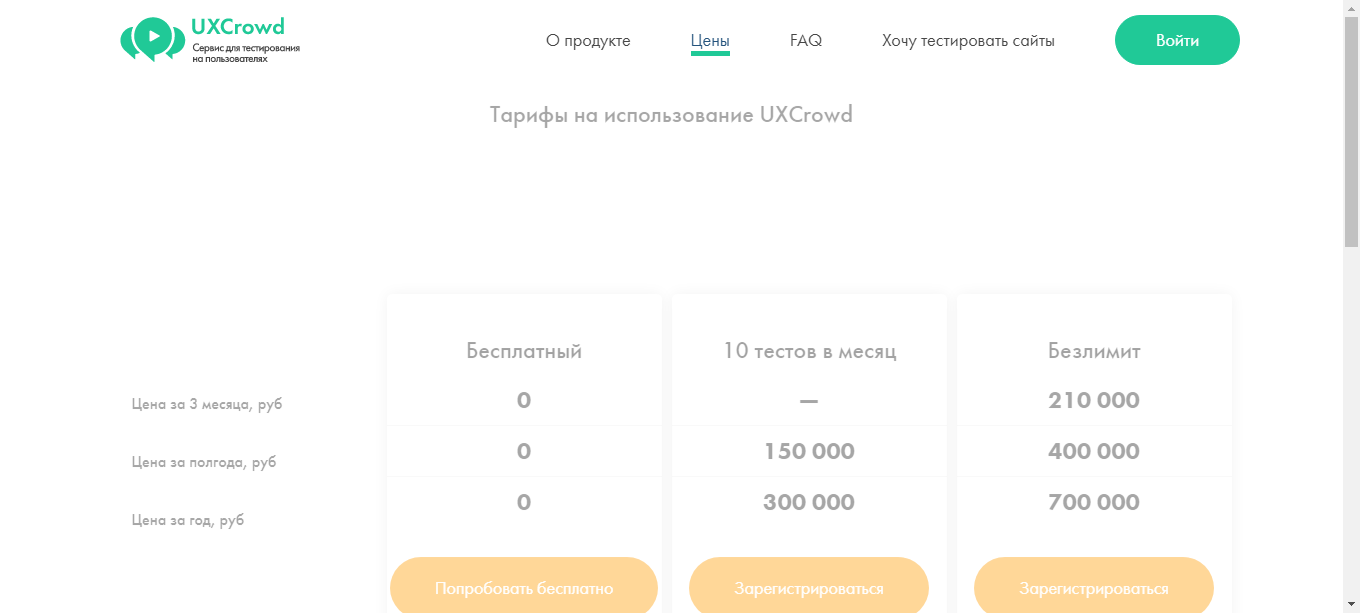 UXCrowd
Сервис для тестирования
на пользователях
О продукте
Цены
FAQ
Хочу тестировать сайты
Войти
Тарифы на использование UXCrowd
Бесплатный
10 тестов в месяц
Безлимит
Цена за 3 месяца, руб
0
—
210 000
Цена за полгода, руб
0
150 000
400 000
Цена за год, руб
0
300 000
700 000
Попробовать бесплатно
Зарегистрироваться
Зарегистрироваться